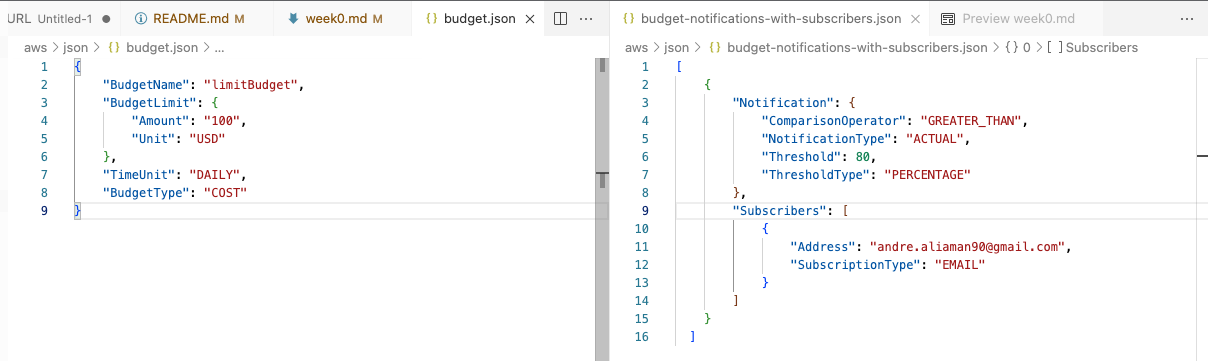 URL Untitled-1 README.md M week0.md M budget.json
aws > json > {} budget.json > ...
1 {
2 "BudgetName": "limitBudget",
3 "BudgetLimit": {
4 "Amount": "100",
5 "Unit": "USD"
6 },
7 "TimeUnit": "DAILY",
8 "BudgetType": "COST"
9 }
budget-notifications-with-subscribers.json Preview week0.md
aws > json > {} budget-notifications-with-subscribers.json > {} 0 > [ ] Subscribers
1 [
2 {
3 "Notification": {
4 "ComparisonOperator": "GREATER_THAN",
5 "NotificationType": "ACTUAL",
6 "Threshold": 80,
7 "ThresholdType": "PERCENTAGE"
8 },
9 "Subscribers": [
10 {
11 "Address": "andre.aliaman90@gmail.com",
12 "SubscriptionType": "EMAIL"
13 }
14 ]
15 }
16 ]